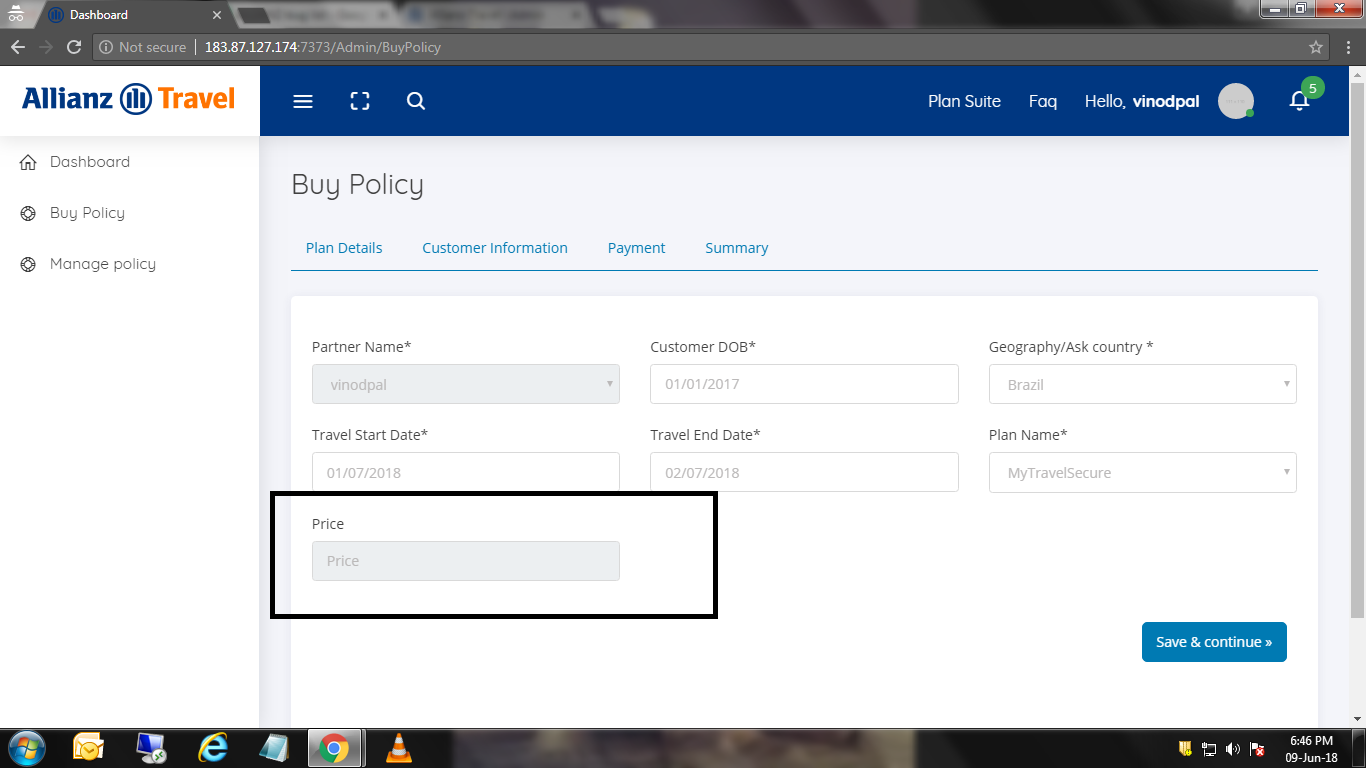 Dashboard
Not secure | 183.87.127.174:7373/Admin/BuyPolicy
Allianz Travel
Plan Suite Faq Hello, vinodpal 5
Dashboard
Buy Policy
Manage policy
Buy Policy
Plan Details Customer Information Payment Summary
Partner Name* Customer DOB* Geography/Ask country *
vinodpal 01/01/2017 Brazil
Travel Start Date* Travel End Date* Plan Name*
01/07/2018 02/07/2018 MyTravelSecure
Price
Price
Save & continue »
6:46 PM
09-Jun-18